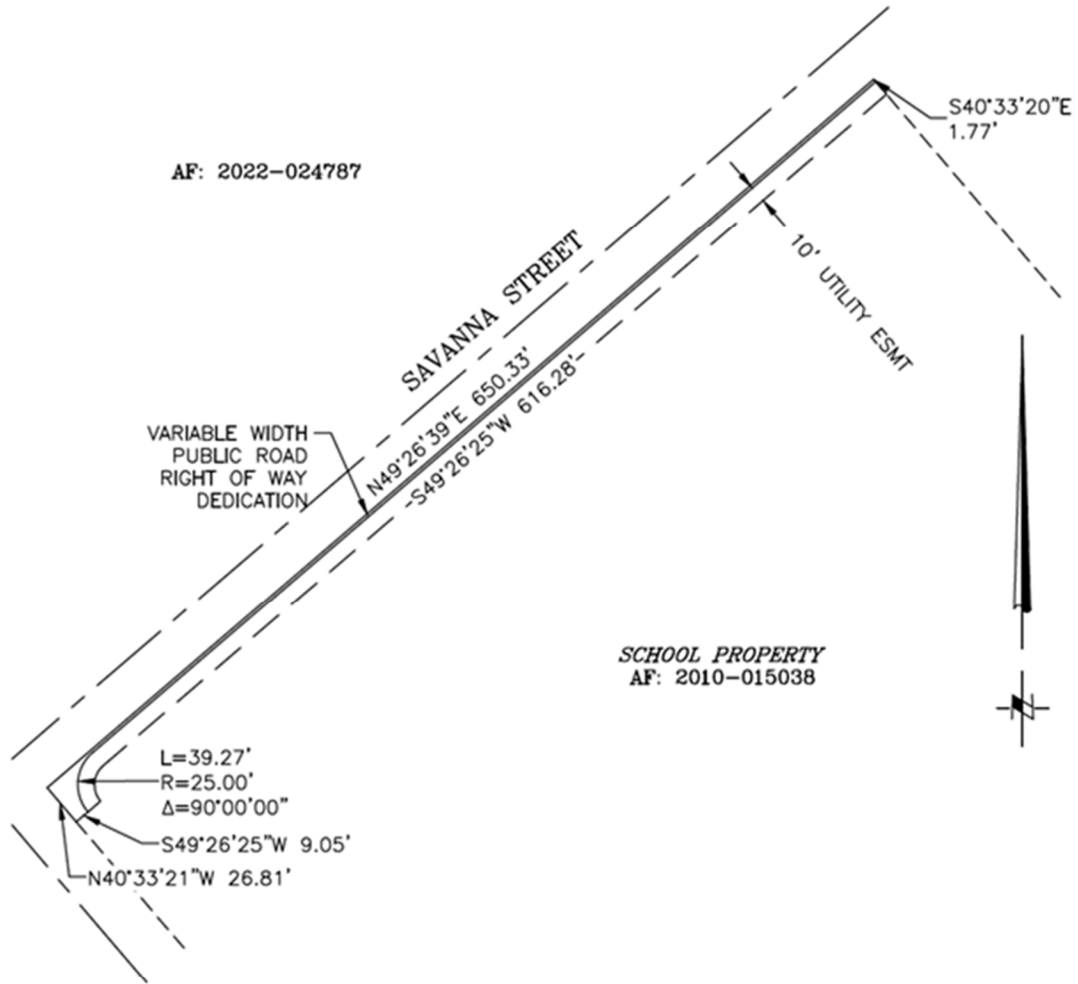 S40°33'20"E
1.77'
AF: 2022-024787
10' UTILITY ESMT
SAVANNA STREET
N49°26'39"E 650.33'
S49°26'25"W 616.28'
VARIABLE WIDTH
PUBLIC ROAD
RIGHT OF WAY
DEDICATION
SCHOOL PROPERTY
AF: 2010-015038
L=39.27'
R=25.00'
Δ=90°00'00"
S49°26'25"W 9.05'
N40°33'21"W 26.81'